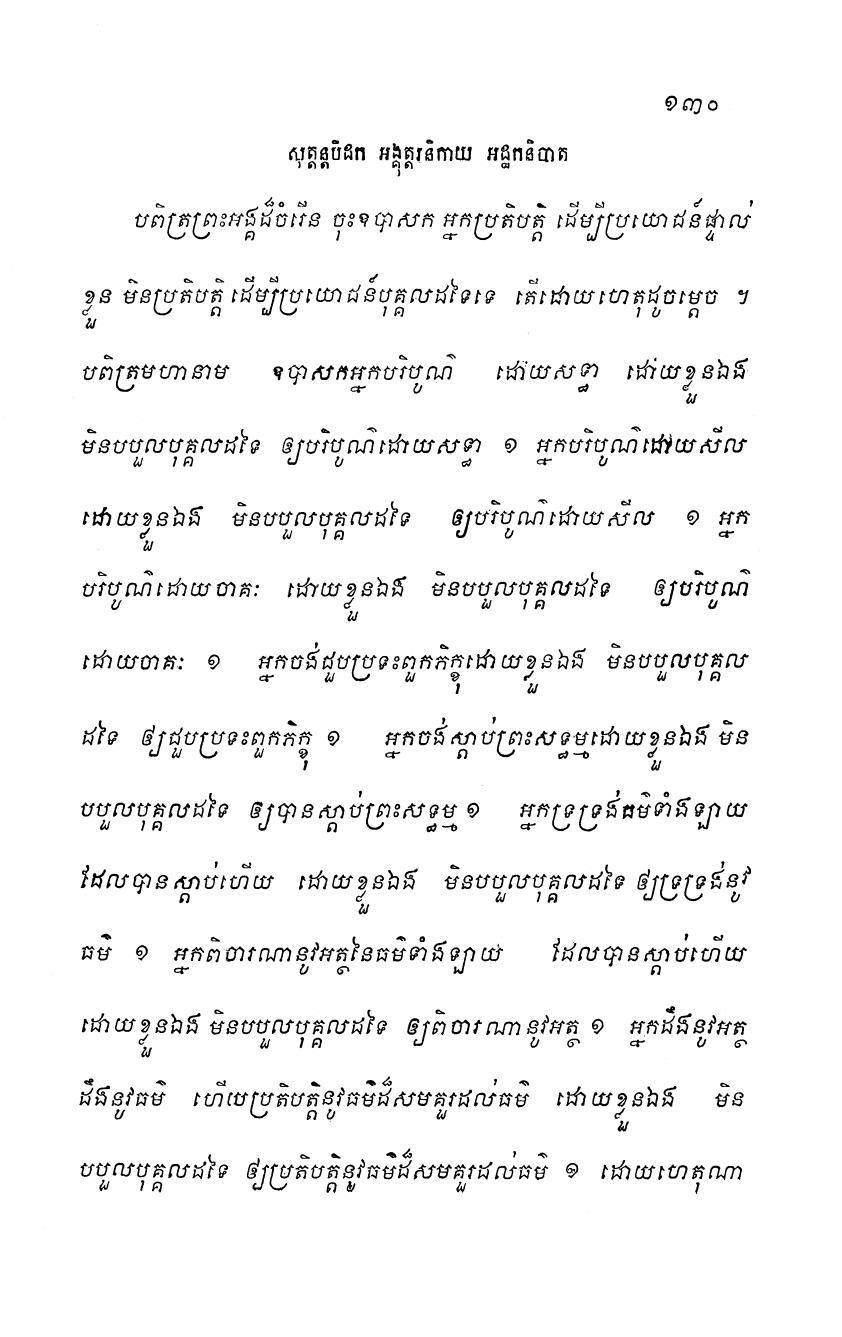 ១៣០
សុត្តន្តបិដក អង្គុត្តរនិកាយ អដ្ឋកនិបាត
បពិត្រព្រះអង្គដ៏ចំរើន ចុះឧបាសក អ្នកប្រតិបត្តិ ដើម្បីប្រយោជន៍ផ្ទាល់
ខ្លួន មិនប្រតិបត្តិ ដើម្បីប្រយោជន៍បុគ្គលដទៃទេ តើដោយហេតុដូចម្តេច ។
បពិត្រមហានាម ឧបាសកអ្នកបរិបូណ៌ ដោយសទ្ធា ដោយខ្លួនឯង
មិនបបួលបុគ្គលដទៃ ឲ្យបរិបូណ៌ដោយសទ្ធា ១ អ្នកបរិបូណ៌ដោយសីល
ដោយខ្លួនឯង មិនបបួលបុគ្គលដទៃ ឲ្យបរិបូណ៌ដោយសីល ១ អ្នក
បរិបូណ៌ដោយចាគៈ ដោយខ្លួនឯង មិនបបួលបុគ្គលដទៃ ឲ្យបរិបូណ៌
ដោយចាគៈ ១ អ្នកចង់ជួបប្រទះពួកភិក្ខុដោយខ្លួនឯង មិនបបួលបុគ្គល
ដទៃ ឲ្យជួបប្រទះពួកភិក្ខុ ១ អ្នកចង់ស្តាប់ព្រះសទ្ធម្មដោយខ្លួនឯង មិន
បបួលបុគ្គលដទៃ ឲ្យបានស្តាប់ព្រះសទ្ធម្ម ១ អ្នកទ្រទ្រង់ធម៌ទាំងឡាយ
ដែលបានស្តាប់ហើយ ដោយខ្លួនឯង មិនបបួលបុគ្គលដទៃ ឲ្យទ្រទ្រង់នូវ
ធម៌ ១ អ្នកពិចារណានូវអត្ថនៃធម៌ទាំងឡាយ ដែលបានស្តាប់ហើយ
ដោយខ្លួនឯង មិនបបួលបុគ្គលដទៃ ឲ្យពិចារណានូវអត្ថ ១ អ្នកដឹងនូវអត្ថ
ដឹងនូវធម៌ ហើយប្រតិបត្តិនូវធម៌ដ៏សមគួរដល់ធម៌ ដោយខ្លួនឯង មិន
បបួលបុគ្គលដទៃ ឲ្យប្រតិបត្តិនូវធម៌ដ៏សមគួរដល់ធម៌ ១ ដោយហេតុណា